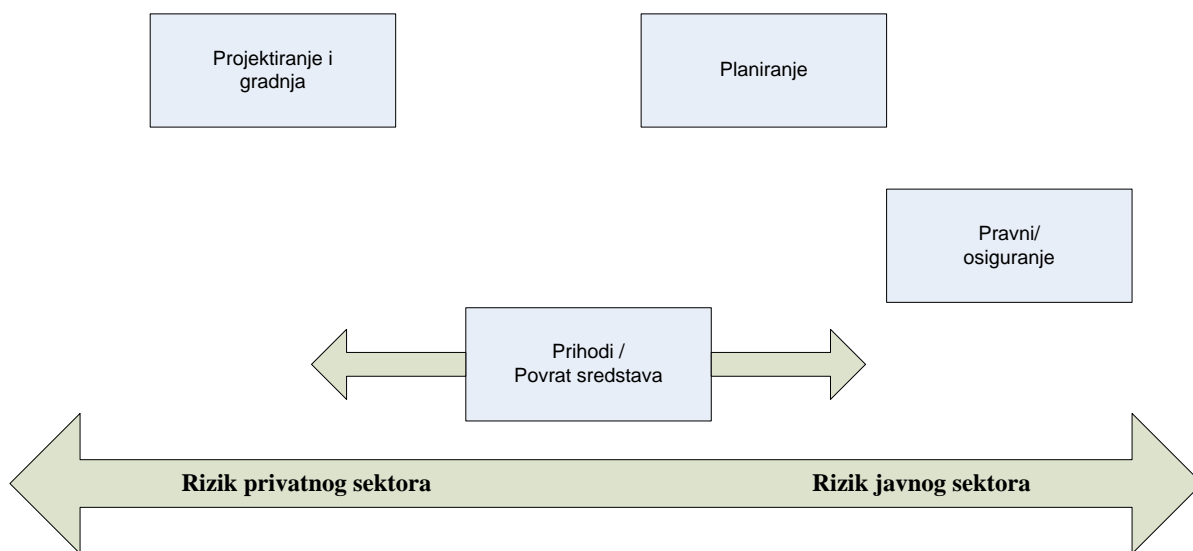 Projektiranje i
gradnja
Planiranje
Pravni/
osiguranje
Prihodi /
Povrat sredstava
Rizik privatnog sektora
Rizik javnog sektora